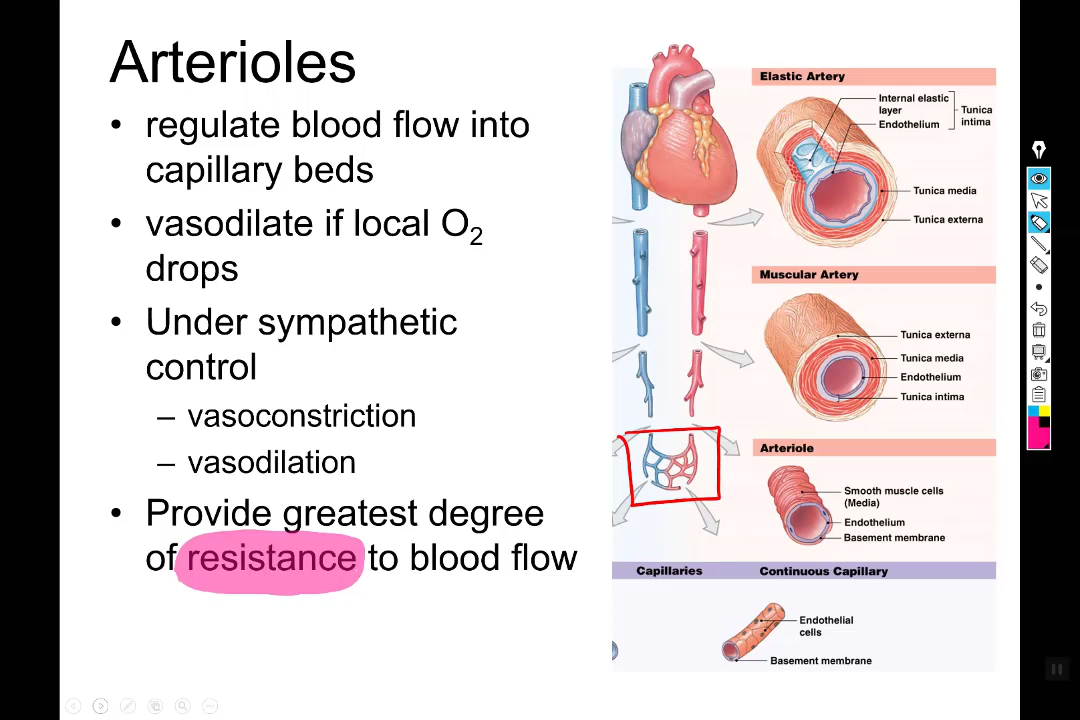 Arterioles
• regulate blood flow into
capillary beds
• vasodilate if local O₂
drops
• Under sympathetic
control
– vasoconstriction
– vasodilation
• Provide greatest degree
of resistance to blood flow
Elastic Artery
Internal elastic
layer
Endothelium
Tunica
intima
Tunica media
Tunica externa
Muscular Artery
Tunica externa
Tunica media
Endothelium
Tunica intima
Arteriole
Smooth muscle cells
(Media)
Endothelium
Basement membrane
Capillaries
Continuous Capillary
Endothelial
cells
Basement membrane